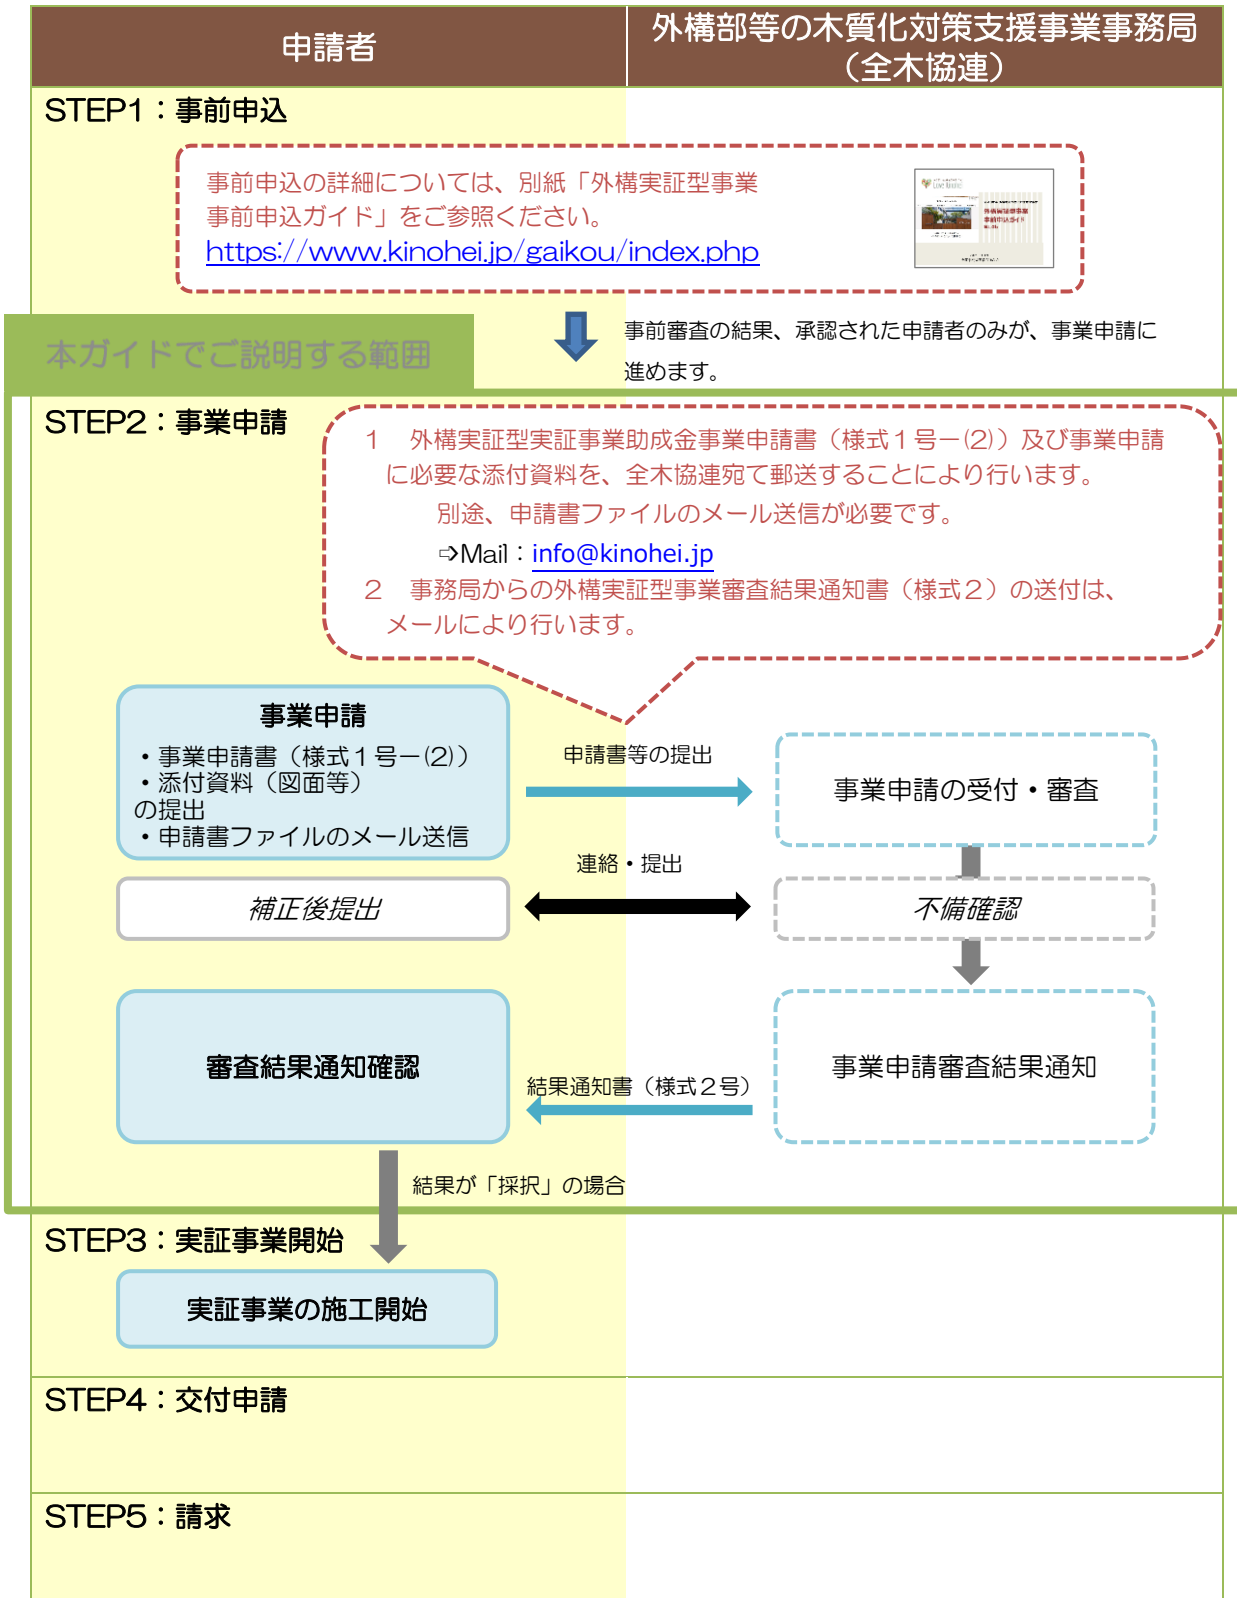 申請者
外構部等の木質化対策支援事業事務局
（全木協連）
STEP1：事前申込
事前申込の詳細については、別紙「外構実証型事業
事前申込ガイド」をご参照ください。
https://www.kinohei.jp/gaikou/index.php
Love Kinohei
外構実証型事業
事前申込ガイド
事前審査の結果、承認された申請者のみが、事業申請に
進めます。
本ガイドでご説明する範囲
STEP2：事業申請
１　外構実証型実証事業助成金事業申請書（様式１号ー⑵）及び事業申請
に必要な添付資料を、全木協連宛て郵送することにより行います。
別途、申請書ファイルのメール送信が必要です。
⇨Mail：info@kinohei.jp
２　事務局からの外構実証型事業審査結果通知書（様式２）の送付は、
メールにより行います。
事業申請
・事業申請書（様式１号ー⑵）
・添付資料（図面等）
の提出
・申請書ファイルのメール送信
申請書等の提出
事業申請の受付・審査
連絡・提出
補正後提出
不備確認
審査結果通知確認
事業申請審査結果通知
結果通知書（様式２号）
結果が「採択」の場合
STEP3：実証事業開始
実証事業の施工開始
STEP4：交付申請
STEP5：請求